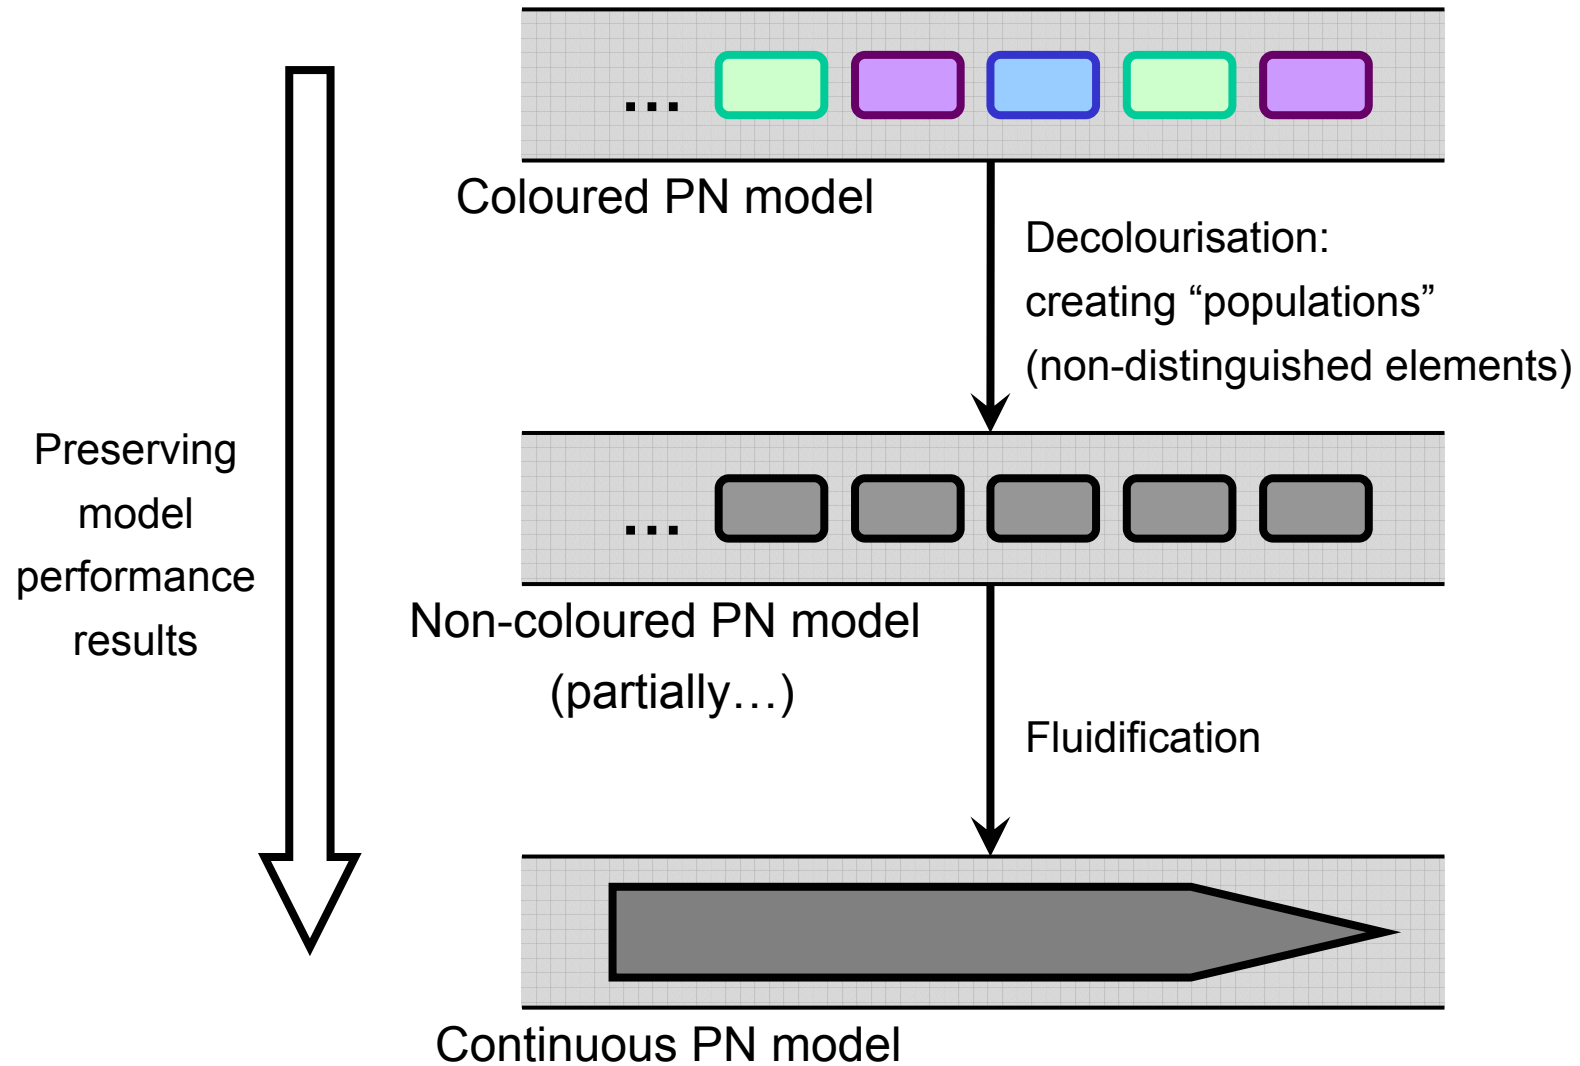 ...
Coloured PN model
Decolourisation:
creating “populations”
(non-distinguished elements)
Preserving
model
performance
results
...
Non-coloured PN model
(partially…)
Fluidification
Continuous PN model